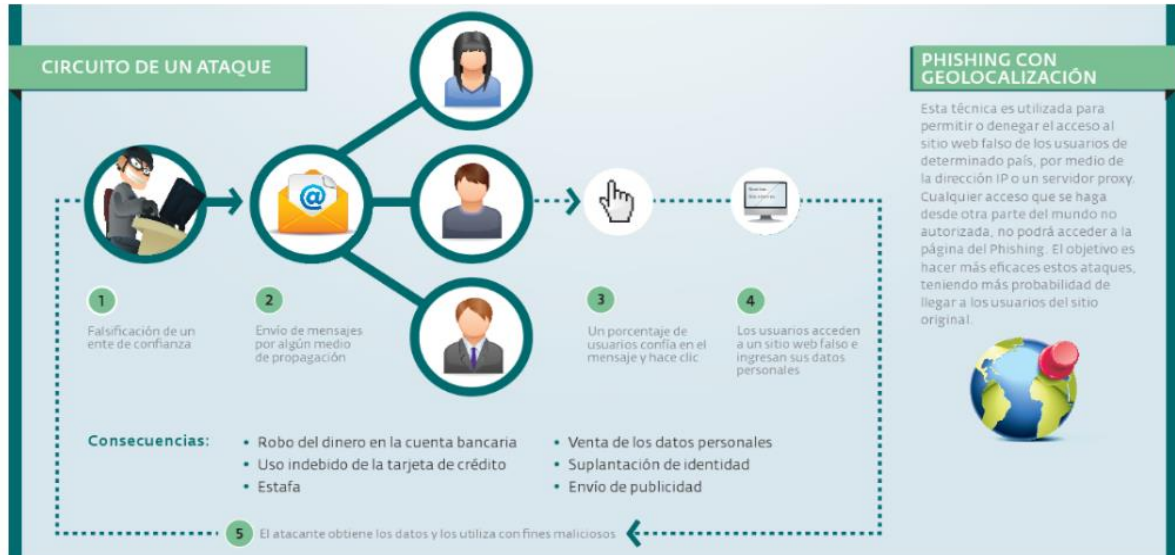 CIRCUITO DE UN ATAQUE
@
1
Falsificación de un
ente de confianza
2
Envío de mensajes
por algún medio
de propagación
3
Un porcentaje de
usuarios confía en el
mensaje y hace clic
4
Los usuarios acceden
a un sitio web falso e
ingresan sus datos
personales
Consecuencias:
• Robo del dinero en la cuenta bancaria
• Uso indebido de la tarjeta de crédito
• Estafa
• Venta de los datos personales
• Suplantación de identidad
• Envío de publicidad
5 El atacante obtiene los datos y los utiliza con fines maliciosos
PHISHING CON
GEOLOCALIZACIÓN
Esta técnica es utilizada para
permitir o denegar el acceso al
sitio web falso de los usuarios de
determinado país, por medio de
la dirección IP o un servidor proxy.
Cualquier acceso que se haga
desde otra parte del mundo no
autorizada, no podrá acceder a la
página del Phishing. El objetivo es
hacer más eficaces estos ataques,
teniendo más probabilidad de
llegar a los usuarios del sitio
original.